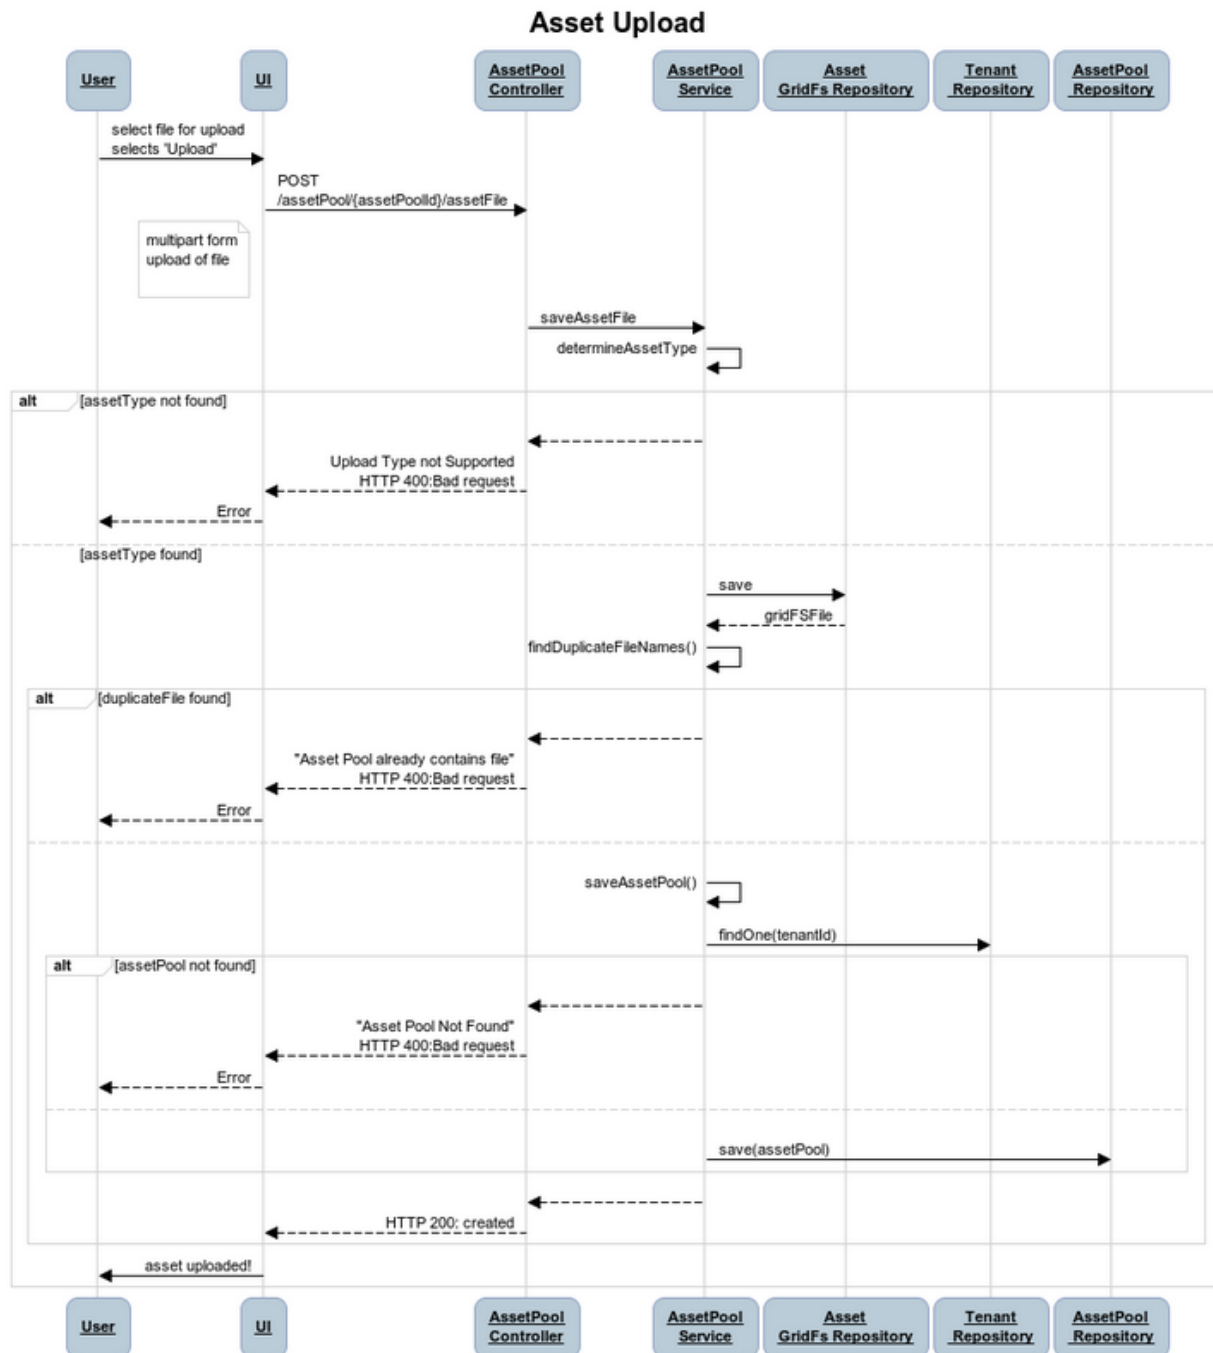 Asset Upload
User
UI
AssetPool
Controller
AssetPool
Service
Asset
GridFs Repository
Tenant
Repository
AssetPool
Repository
select file for upload
selects 'Upload'
POST
/assetPool/{assetPoolId}/assetFile
multipart form
upload of file
saveAssetFile
determineAssetType
alt
[assetType not found]
Upload Type not Supported
HTTP 400:Bad request
Error
[assetType found]
save
gridFSFile
findDuplicateFileNames()
alt
[duplicateFile found]
"Asset Pool already contains file"
HTTP 400:Bad request
Error
saveAssetPool()
findOne(tenantId)
alt
[assetPool not found]
"Asset Pool Not Found"
HTTP 400:Bad request
Error
save(assetPool)
HTTP 200: created
asset uploaded!
User
UI
AssetPool
Controller
AssetPool
Service
Asset
GridFs Repository
Tenant
Repository
AssetPool
Repository